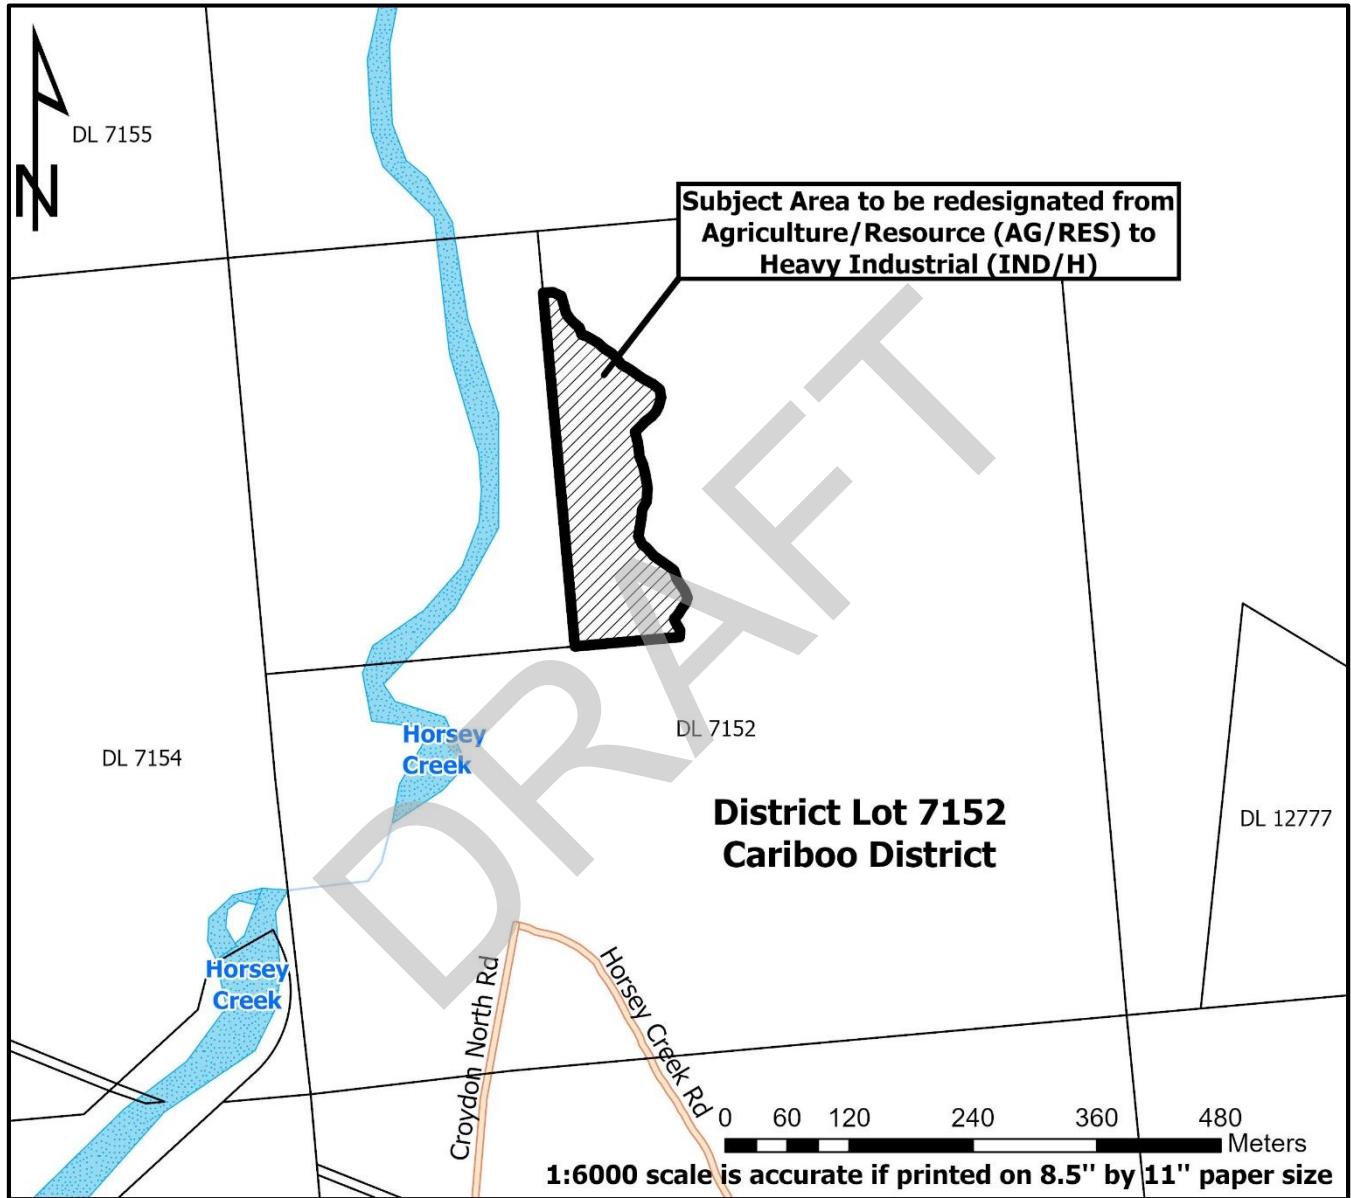 DL 7155
N
Subject Area to be redesignated from
Agriculture/Resource (AG/RES) to
Heavy Industrial (IND/H)
DRAFT
Horsey
Creek
DL 7152
DL 7154
District Lot 7152
Cariboo District
DL 12777
Horsey
Creek
Croydon North Rd
Horsey Creek Rd
0 60 120 240 360 480
Meters
1:6000 scale is accurate if printed on 8.5" by 11" paper size